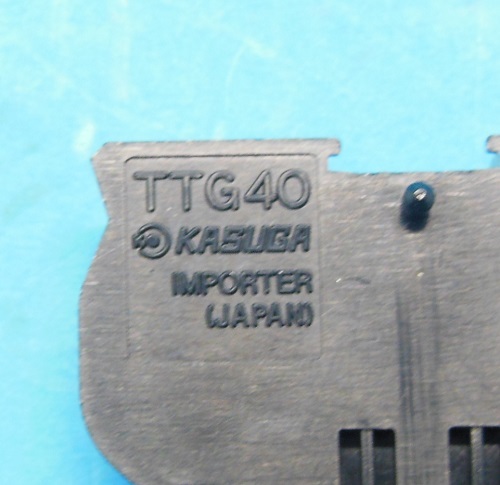 TTG40
KASUGA
IMPORTER
(JAPAN)